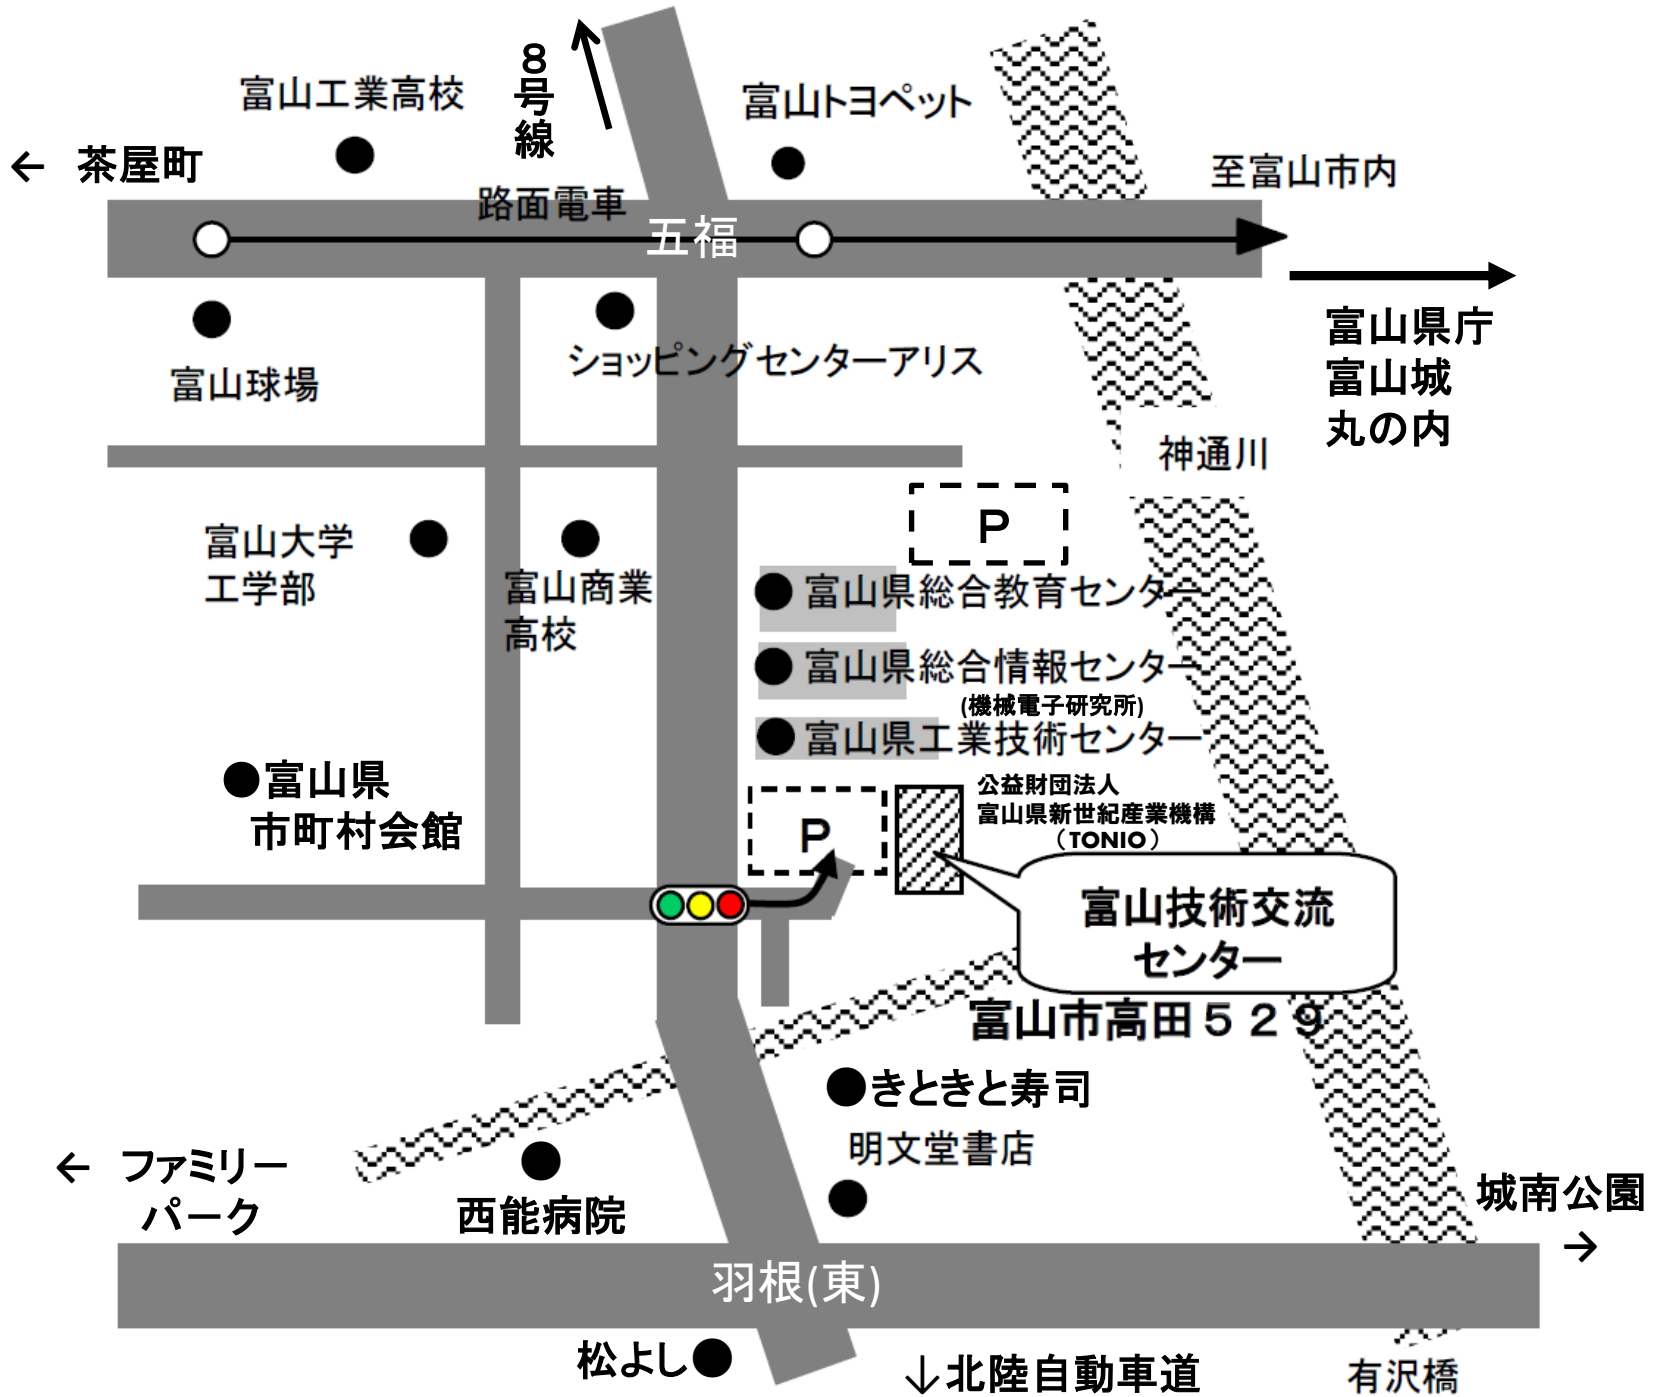 8号線
富山工業高校
富山トヨペット
← 茶屋町
至富山市内
路面電車
五福
富山県庁
富山城
丸の内
富山球場
ショッピングセンターアリス
神通川
P
富山大学
工学部
富山商業
高校
富山県総合教育センター
富山県総合情報センター
(機械電子研究所)
富山県工業技術センター
富山県
市町村会館
P
公益財団法人
富山県新世紀産業機構
（TONIO）
富山技術交流
センター
富山市高田５２９
きときと寿司
明文堂書店
← ファミリー
パーク
西能病院
城南公園
→
羽根(東)
松よし
↓北陸自動車道
有沢橋